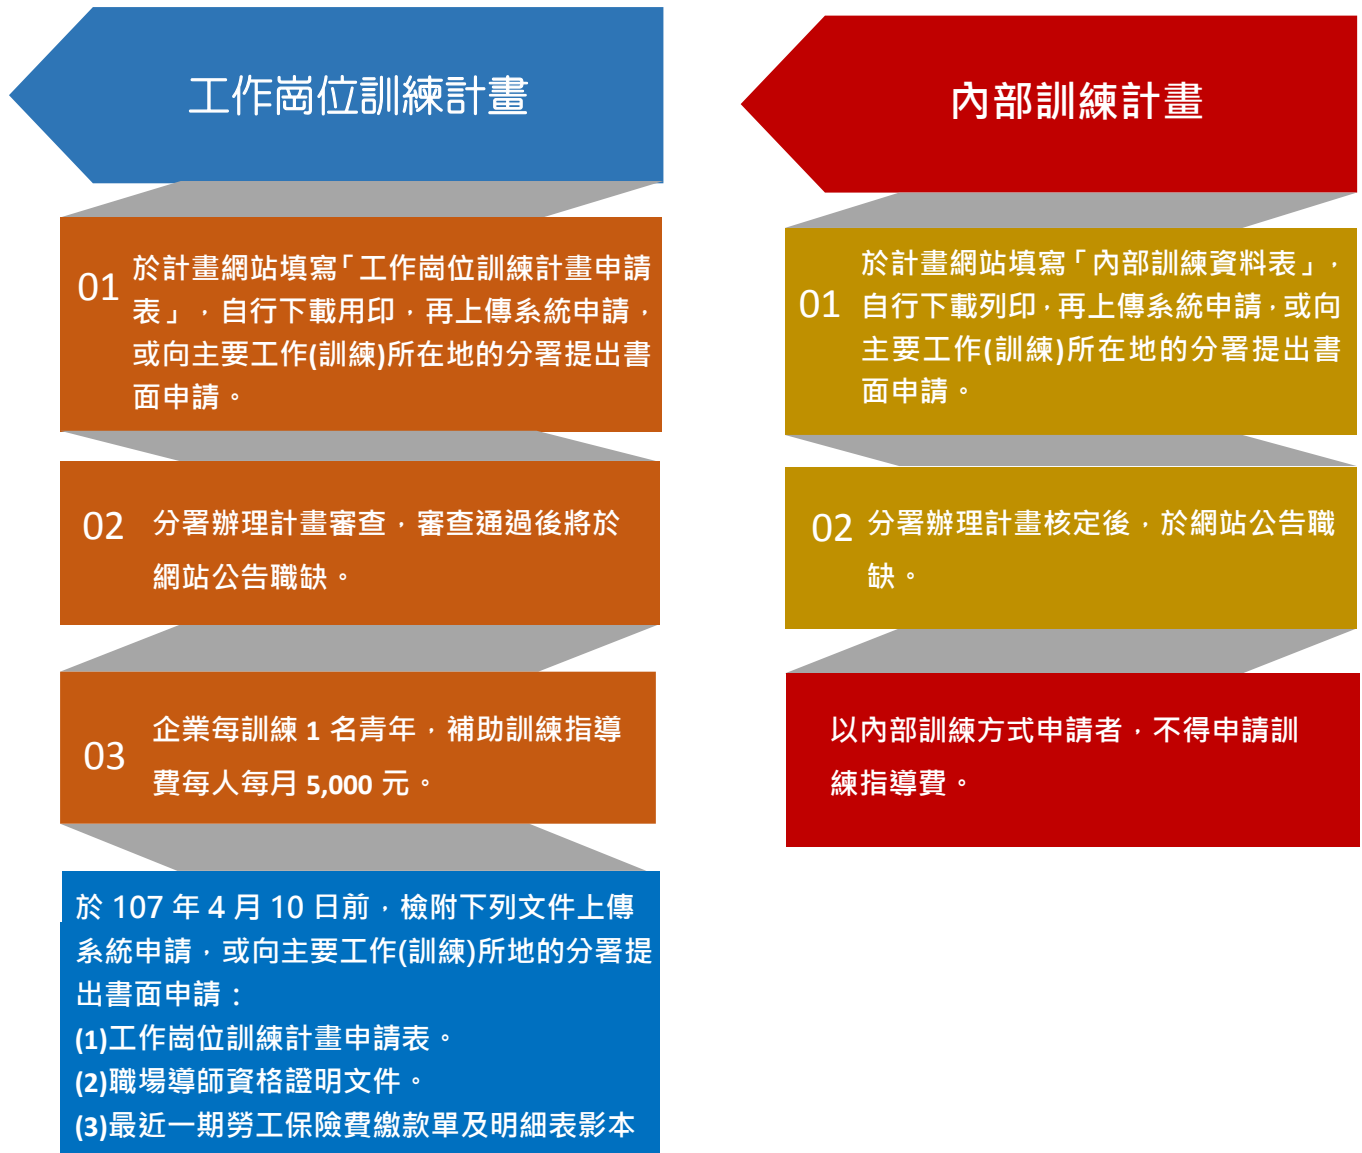 工作崗位訓練計畫
01
於計畫網站填寫「工作崗位訓練計畫申請
表」，自行下載用印，再上傳系統申請，
或向主要工作(訓練)所在地的分署提出書
面申請。
02
分署辦理計畫審查，審查通過後將於
網站公告職缺。
03
企業每訓練 1 名青年，補助訓練指導
費每人每月 5,000 元。
於 107 年 4 月 10 日前，檢附下列文件上傳
系統申請，或向主要工作(訓練)所地的分署提
出書面申請：
(1)工作崗位訓練計畫申請表。
(2)職場導師資格證明文件。
(3)最近一期勞工保險費繳款單及明細表影本
內部訓練計畫
01
於計畫網站填寫「內部訓練資料表」，
自行下載列印，再上傳系統申請，或向
主要工作(訓練)所在地的分署提出書
面申請。
02
分署辦理計畫核定後，於網站公告職
缺。
以內部訓練方式申請者，不得申請訓
練指導費。